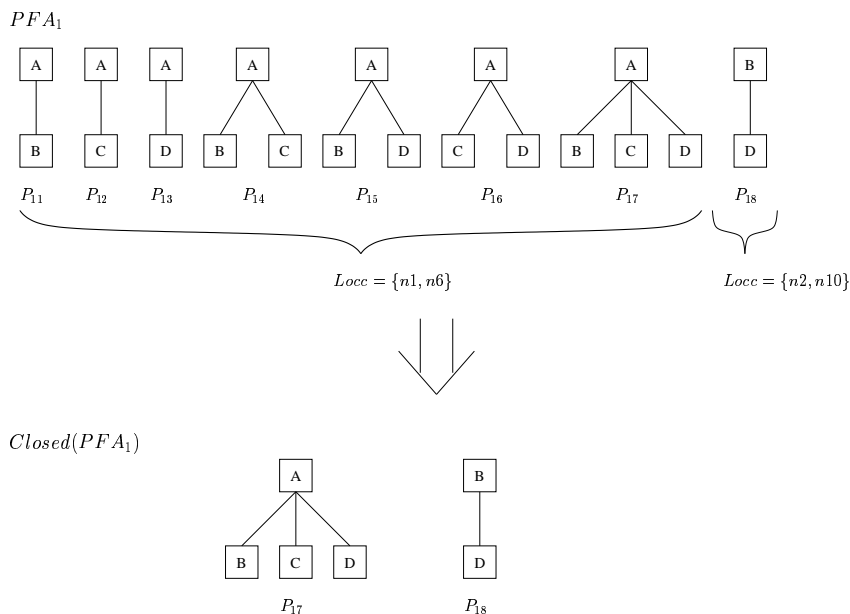 PFA₁
A A A A A A A B
B C D B C B D C D B C D D
P₁₁ P₁₂ P₁₃ P₁₄ P₁₅ P₁₆ P₁₇ P₁₈
Locc = {n1, n6} Locc = {n2, n10}
Closed(PFA₁)
A B
B C D D
P₁₇ P₁₈